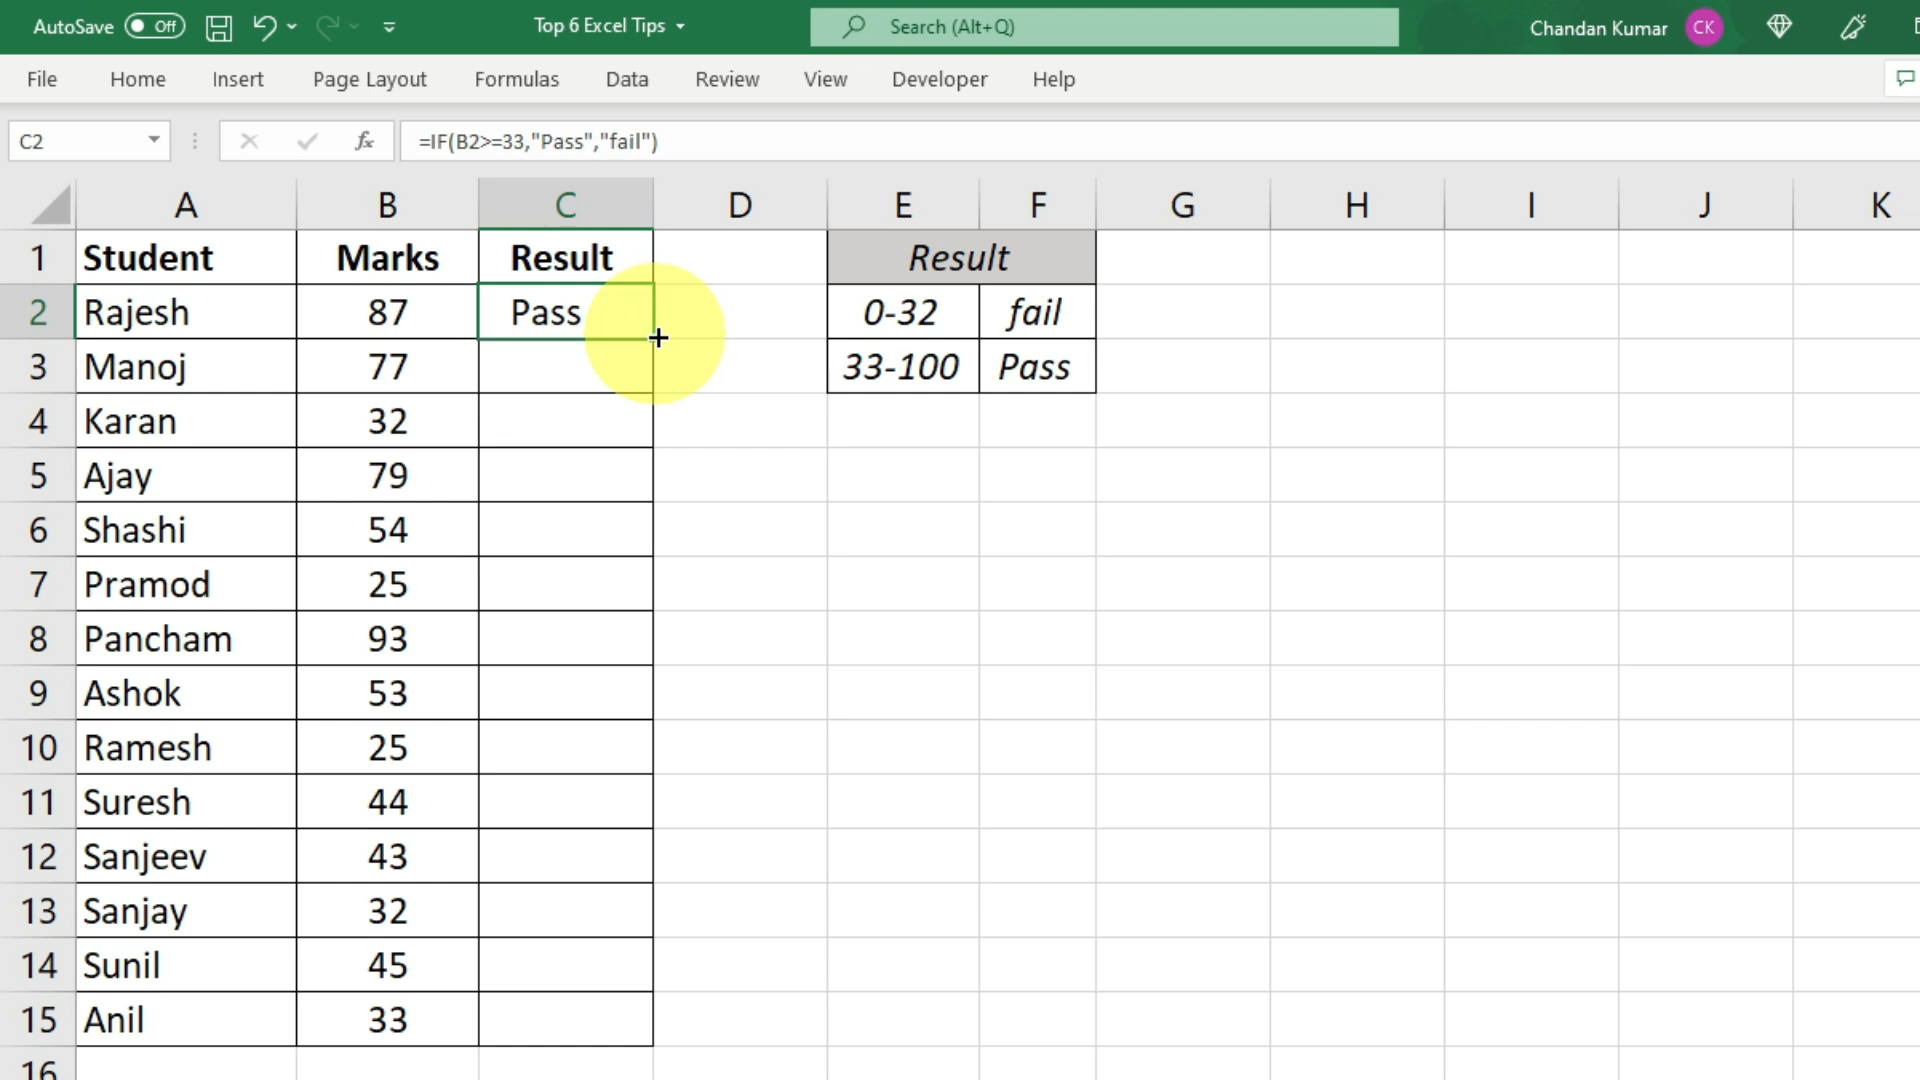 AutoSave Off Top 6 Excel Tips Search (Alt+Q) Chandan Kumar CK
File Home Insert Page Layout Formulas Data Review View Developer Help
C2 fx =IF(B2>=33,"Pass","fail")
A B C D E F G H I J K
1 Student Marks Result Result
2 Rajesh 87 Pass 0-32 fail
3 Manoj 77 33-100 Pass
4 Karan 32
5 Ajay 79
6 Shashi 54
7 Pramod 25
8 Pancham 93
9 Ashok 53
10 Ramesh 25
11 Suresh 44
12 Sanjeev 43
13 Sanjay 32
14 Sunil 45
15 Anil 33
16